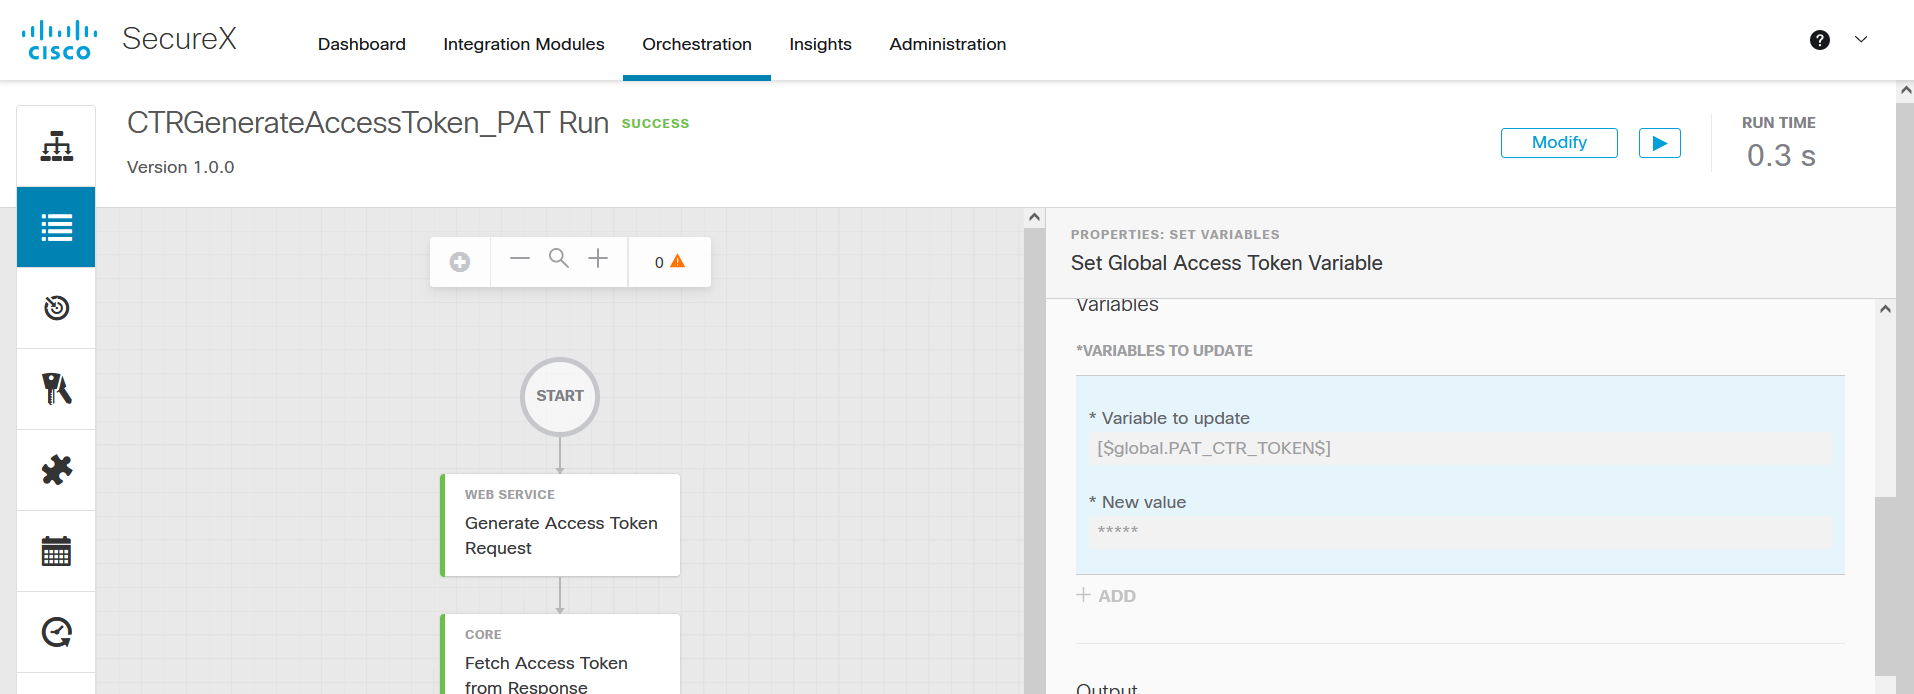 CISCO
SecureX
Dashboard
Integration Modules
Orchestration
Insights
Administration
?
CTRGenerateAccessToken_PAT Run
SUCCESS
Version 1.0.0
Modify
RUN TIME
0.3 s
0
START
WEB SERVICE
Generate Access Token
Request
CORE
Fetch Access Token
from Response
PROPERTIES: SET VARIABLES
Set Global Access Token Variable
Variables
*VARIABLES TO UPDATE
* Variable to update
[$global.PAT_CTR_TOKEN$]
* New value
*****
+ ADD
Output